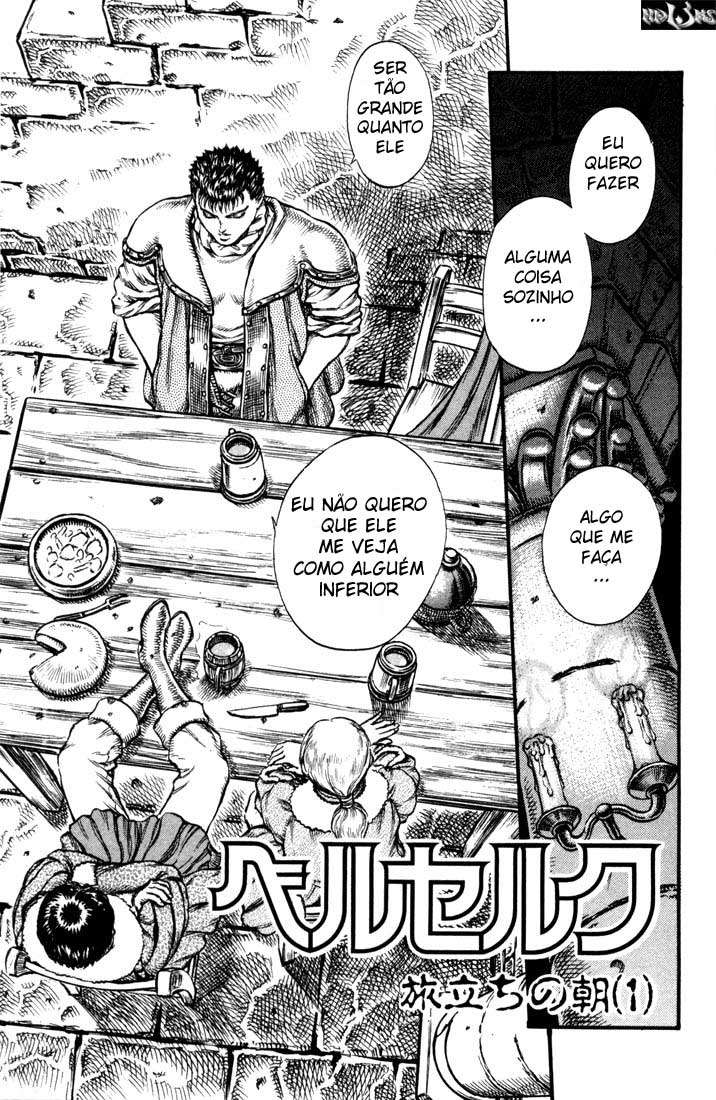 EU
QUERO
FAZER
ALGUMA
COISA
SOZINHO
...
ALGO
QUE ME
FAÇA
...
SER
TÃO
GRANDE
QUANTO
ELE
EU NÃO QUERO
QUE ELE
ME VEJA
COMO ALGUÉM
INFERIOR
ベルセルク
旅立ちの朝(1)